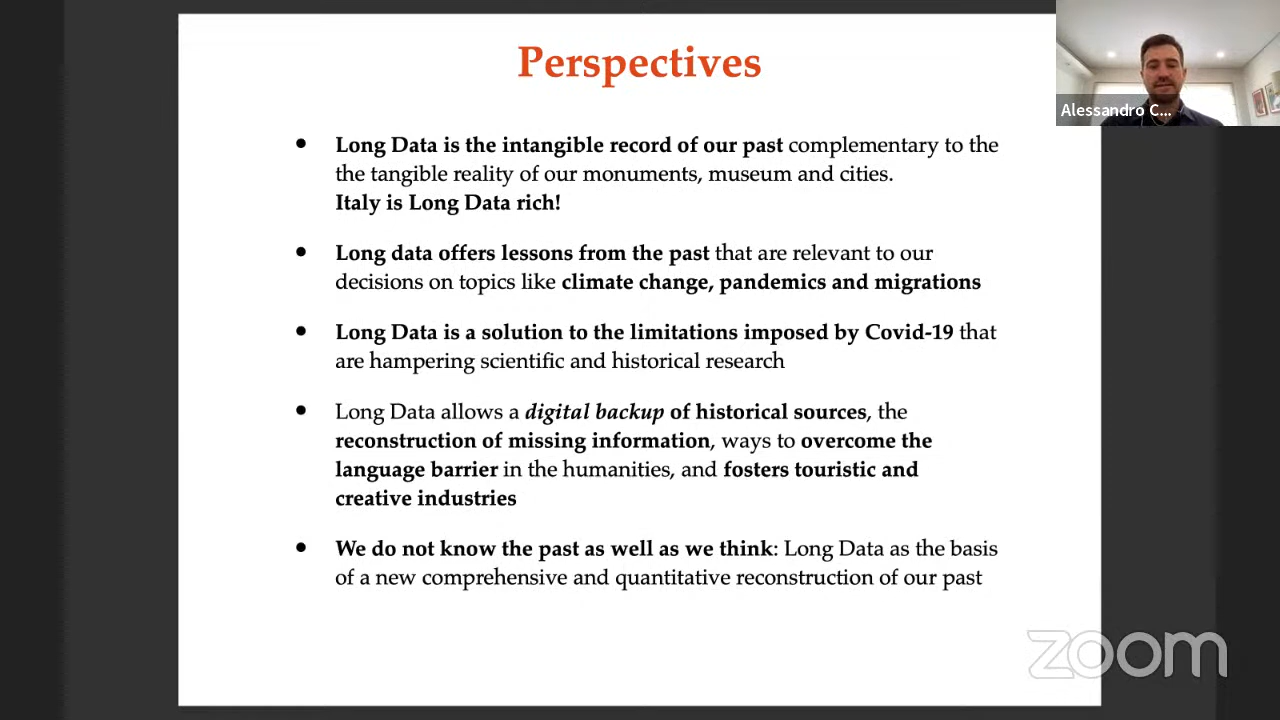 Perspectives
Alessandro C...
Long Data is the intangible record of our past complementary to the
the tangible reality of our monuments, museum and cities.
Italy is Long Data rich!
Long data offers lessons from the past that are relevant to our
decisions on topics like climate change, pandemics and migrations
Long Data is a solution to the limitations imposed by Covid-19 that
are hampering scientific and historical research
Long Data allows a digital backup of historical sources, the
reconstruction of missing information, ways to overcome the
language barrier in the humanities, and fosters touristic and
creative industries
We do not know the past as well as we think: Long Data as the basis
of a new comprehensive and quantitative reconstruction of our past
zoom